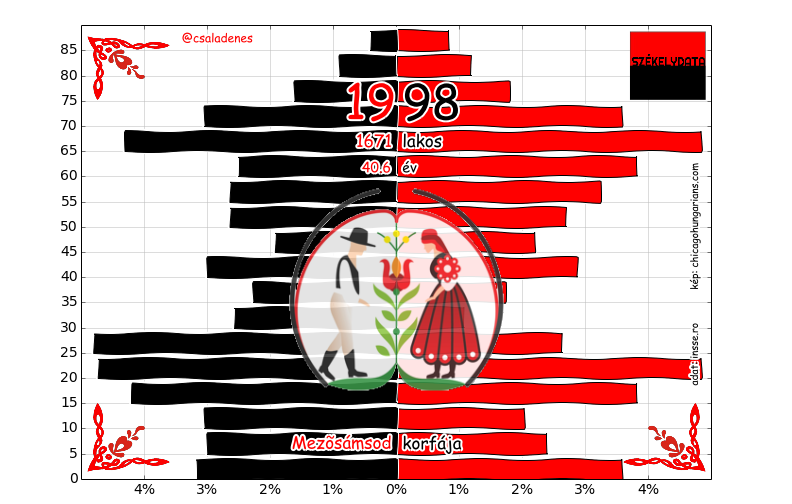 @csaladenes
SZÉKELYDATA
1998
1671 lakos
40.6 év
kép: chicagohungarians.com
adat: insse.ro
Mezősámsod korfája
85
80
75
70
65
60
55
50
45
40
35
30
25
20
15
10
5
0
4% 3% 2% 1% 0% 1% 2% 3% 4%